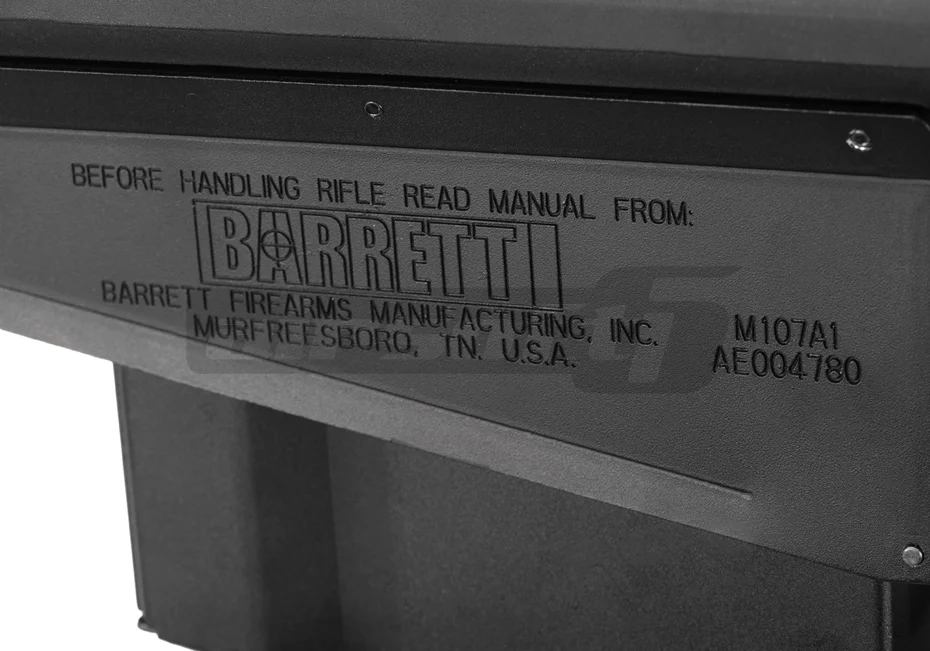 BEFORE HANDLING RIFLE READ MANUAL FROM:
BARRETT
BARRETT FIREARMS MANUFACTURING, INC.
MURFREESBORO, TN. U.S.A.
M107A1
AE004780